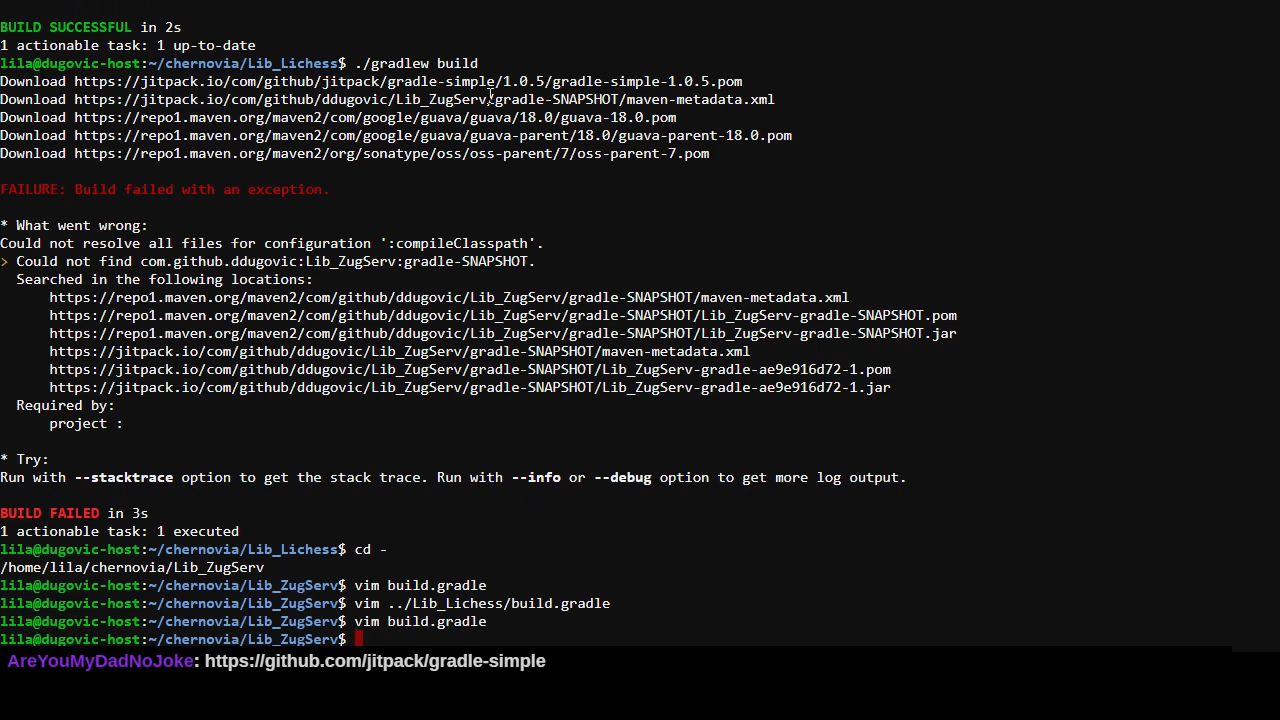 BUILD SUCCESSFUL in 2s
1 actionable task: 1 up-to-date
lila@dugovic-host:~/chernovia/Lib_Lichess$ ./gradlew build
Download https://jitpack.io/com/github/jitpack/gradle-simple/1.0.5/gradle-simple-1.0.5.pom
Download https://jitpack.io/com/github/ddugovic/Lib_ZugServ/gradle-SNAPSHOT/maven-metadata.xml
Download https://repo1.maven.org/maven2/com/google/guava/guava/18.0/guava-18.0.pom
Download https://repo1.maven.org/maven2/com/google/guava/guava-parent/18.0/guava-parent-18.0.pom
Download https://repo1.maven.org/maven2/org/sonatype/oss/oss-parent/7/oss-parent-7.pom
FAILURE: Build failed with an exception.
* What went wrong:
Could not resolve all files for configuration ':compileClasspath'.
> Could not find com.github.ddugovic:Lib_ZugServ:gradle-SNAPSHOT.
Searched in the following locations:
https://repo1.maven.org/maven2/com/github/ddugovic/Lib_ZugServ/gradle-SNAPSHOT/maven-metadata.xml
https://repo1.maven.org/maven2/com/github/ddugovic/Lib_ZugServ/gradle-SNAPSHOT/Lib_ZugServ-gradle-SNAPSHOT.pom
https://repo1.maven.org/maven2/com/github/ddugovic/Lib_ZugServ/gradle-SNAPSHOT/Lib_ZugServ-gradle-SNAPSHOT.jar
https://jitpack.io/com/github/ddugovic/Lib_ZugServ/gradle-SNAPSHOT/maven-metadata.xml
https://jitpack.io/com/github/ddugovic/Lib_ZugServ/gradle-SNAPSHOT/Lib_ZugServ-gradle-ae9e916d72-1.pom
https://jitpack.io/com/github/ddugovic/Lib_ZugServ/gradle-SNAPSHOT/Lib_ZugServ-gradle-ae9e916d72-1.jar
Required by:
project :
* Try:
Run with --stacktrace option to get the stack trace. Run with --info or --debug option to get more log output.
BUILD FAILED in 3s
1 actionable task: 1 executed
lila@dugovic-host:~/chernovia/Lib_Lichess$ cd -
/home/lila/chernovia/Lib_ZugServ
lila@dugovic-host:~/chernovia/Lib_ZugServ$ vim build.gradle
lila@dugovic-host:~/chernovia/Lib_ZugServ$ vim ../Lib_Lichess/build.gradle
lila@dugovic-host:~/chernovia/Lib_ZugServ$ vim build.gradle
lila@dugovic-host:~/chernovia/Lib_ZugServ$
AreYouMyDadNoJoke: https://github.com/jitpack/gradle-simple